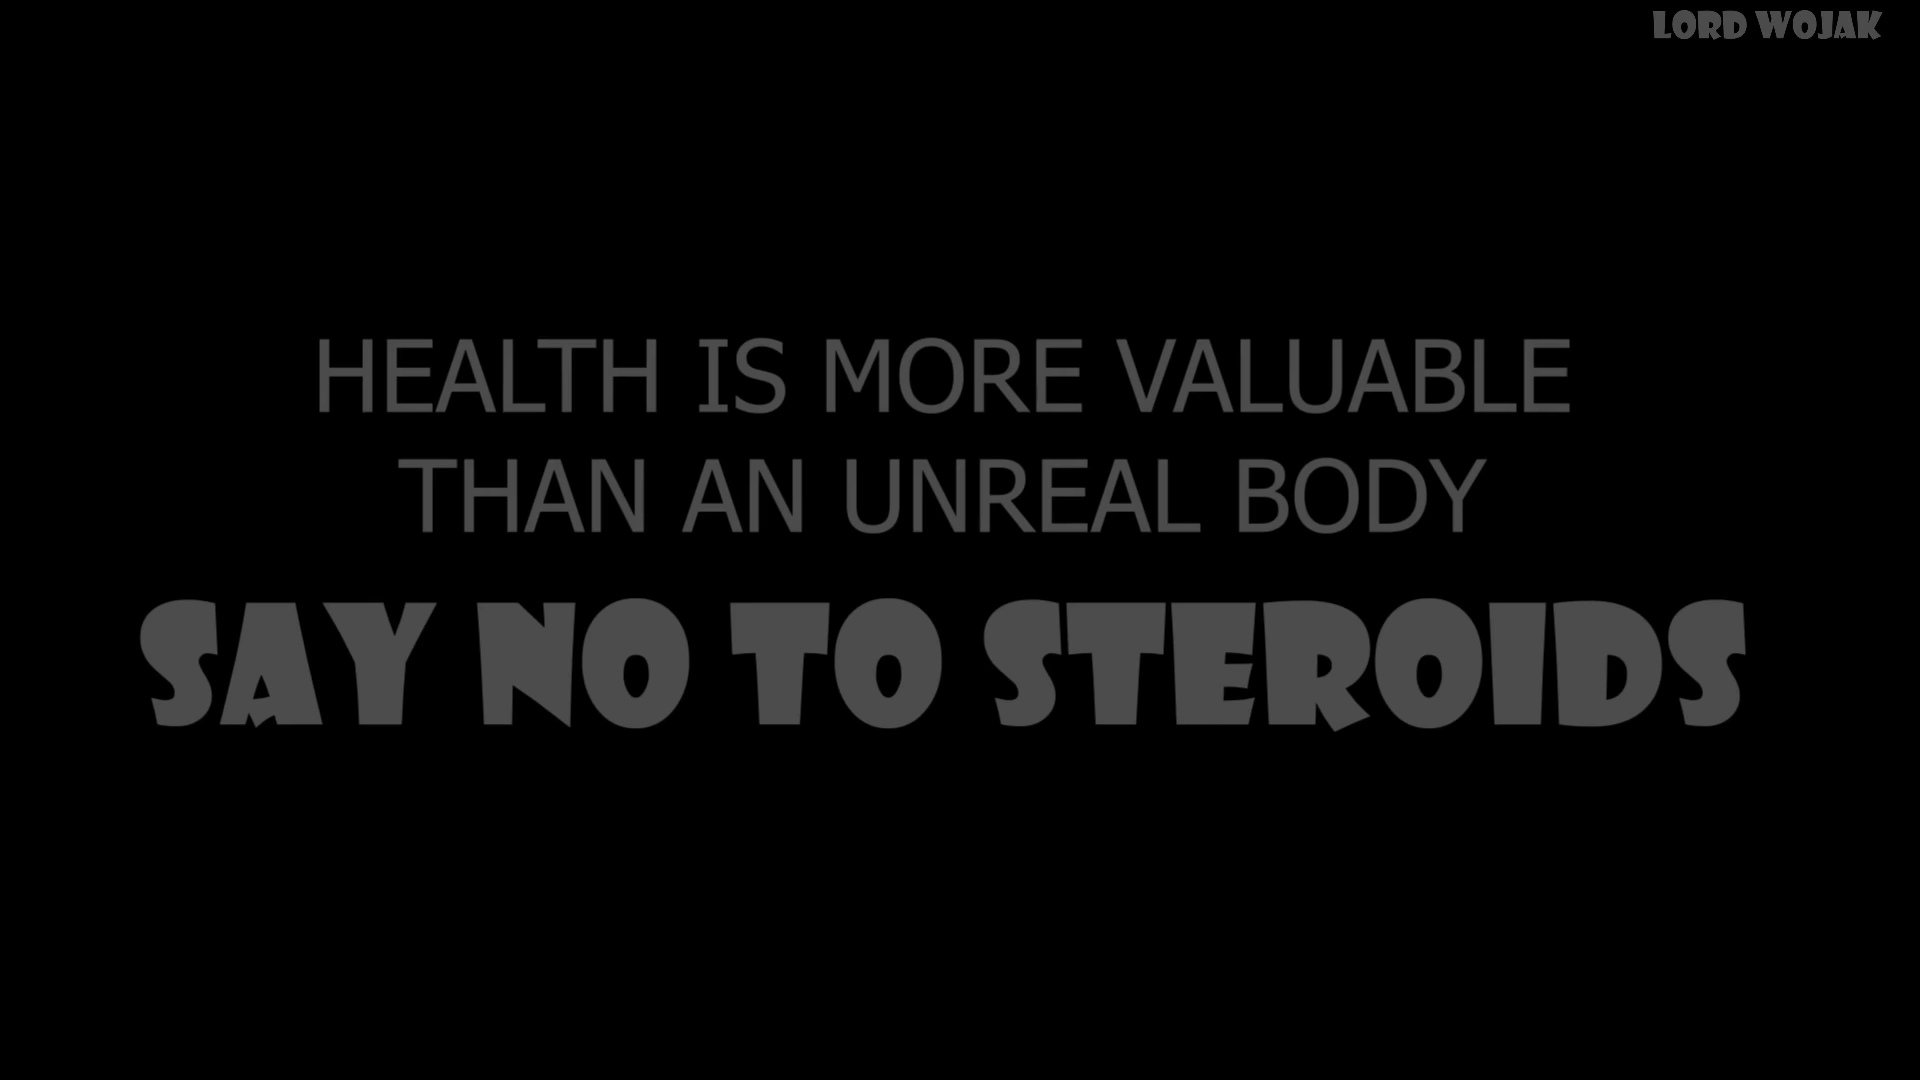 LORD WOJAK
HEALTH IS MORE VALUABLE
THAN AN UNREAL BODY
SAY NO TO STEROIDS